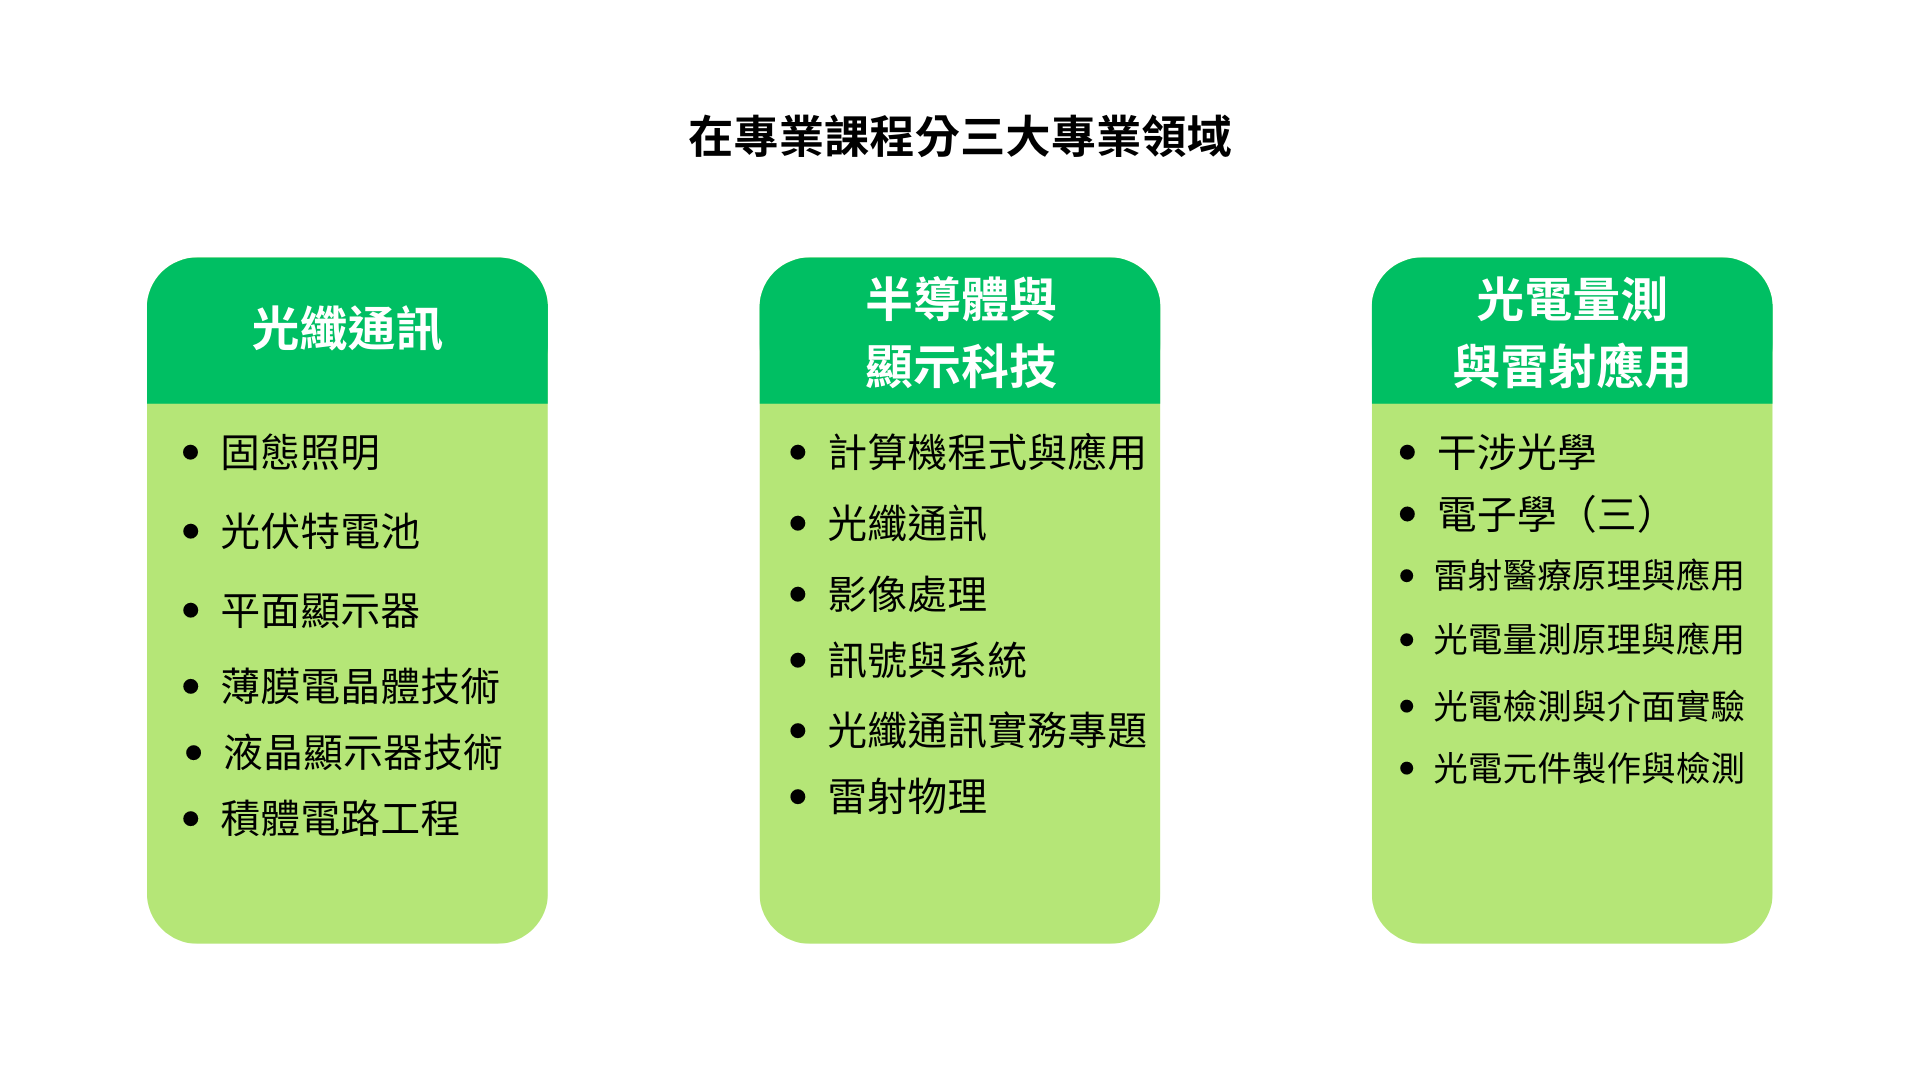 在專業課程分三大專業領域
光纖通訊
• 固態照明
• 光伏特電池
• 平面顯示器
• 薄膜電晶體技術
• 液晶顯示器技術
• 積體電路工程
半導體與
顯示科技
• 計算機程式與應用
• 光纖通訊
• 影像處理
• 訊號與系統
• 光纖通訊實務專題
• 雷射物理
光電量測
與雷射應用
• 干涉光學
• 電子學（三）
• 雷射醫療原理與應用
• 光電量測原理與應用
• 光電檢測與介面實驗
• 光電元件製作與檢測